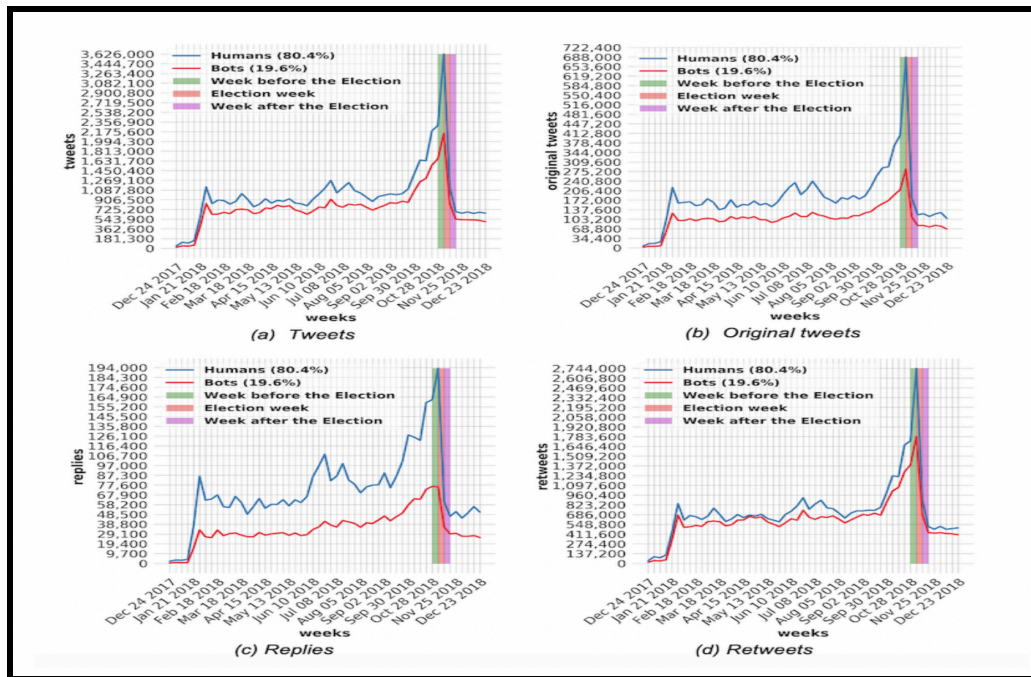 3,626,000
3,444,700
3,263,400
3,082,100
2,900,800
2,719,500
2,538,200
2,356,900
2,175,600
1,994,300
1,813,000
1,631,700
1,450,400
1,269,100
1,087,800
906,500
725,200
543,900
362,600
181,300
0
tweets
Humans (80.4%)
Bots (19.6%)
Week before the Election
Election week
Week after the Election
Dec 24 2017
Jan 21 2018
Feb 18 2018
Mar 18 2018
Apr 15 2018
May 13 2018
Jun 10 2018
Jul 08 2018
Aug 05 2018
Sep 02 2018
Sep 30 2018
Oct 28 2018
Nov 25 2018
Dec 23 2018
weeks
(a) Tweets
722,400
688,000
653,600
619,200
584,800
550,400
516,000
481,600
447,200
412,800
378,400
344,000
309,600
275,200
240,800
206,400
172,000
137,600
103,200
68,800
34,400
0
original tweets
Humans (80.4%)
Bots (19.6%)
Week before the Election
Election week
Week after the Election
Dec 24 2017
Jan 21 2018
Feb 18 2018
Mar 18 2018
Apr 15 2018
May 13 2018
Jun 10 2018
Jul 08 2018
Aug 05 2018
Sep 02 2018
Sep 30 2018
Oct 28 2018
Nov 25 2018
Dec 23 2018
weeks
(b) Original tweets
194,000
184,300
174,600
164,900
155,200
145,500
135,800
126,100
116,400
106,700
97,000
87,300
77,600
67,900
58,200
48,500
38,800
29,100
19,400
9,700
0
replies
Humans (80.4%)
Bots (19.6%)
Week before the Election
Election week
Week after the Election
Dec 24 2017
Jan 21 2018
Feb 18 2018
Mar 18 2018
Apr 15 2018
May 13 2018
Jun 10 2018
Jul 08 2018
Aug 05 2018
Sep 02 2018
Sep 30 2018
Oct 28 2018
Nov 25 2018
Dec 23 2018
weeks
(c) Replies
2,744,000
2,606,800
2,469,600
2,332,400
2,195,200
2,058,000
1,920,800
1,783,600
1,646,400
1,509,200
1,372,000
1,234,800
1,097,600
960,400
823,200
686,000
548,800
411,600
274,400
137,200
0
retweets
Humans (80.4%)
Bots (19.6%)
Week before the Election
Election week
Week after the Election
Dec 24 2017
Jan 21 2018
Feb 18 2018
Mar 18 2018
Apr 15 2018
May 13 2018
Jun 10 2018
Jul 08 2018
Aug 05 2018
Sep 02 2018
Sep 30 2018
Oct 28 2018
Nov 25 2018
Dec 23 2018
weeks
(d) Retweets